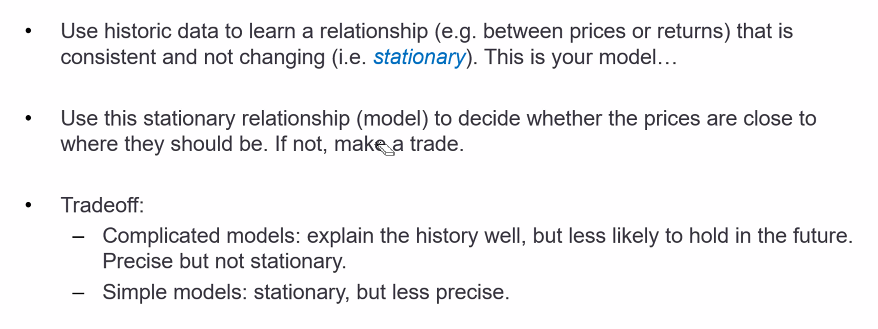 • Use historic data to learn a relationship (e.g. between prices or returns) that is
consistent and not changing (i.e. stationary). This is your model…
• Use this stationary relationship (model) to decide whether the prices are close to
where they should be. If not, make a trade.
• Tradeoff:
– Complicated models: explain the history well, but less likely to hold in the future.
Precise but not stationary.
– Simple models: stationary, but less precise.